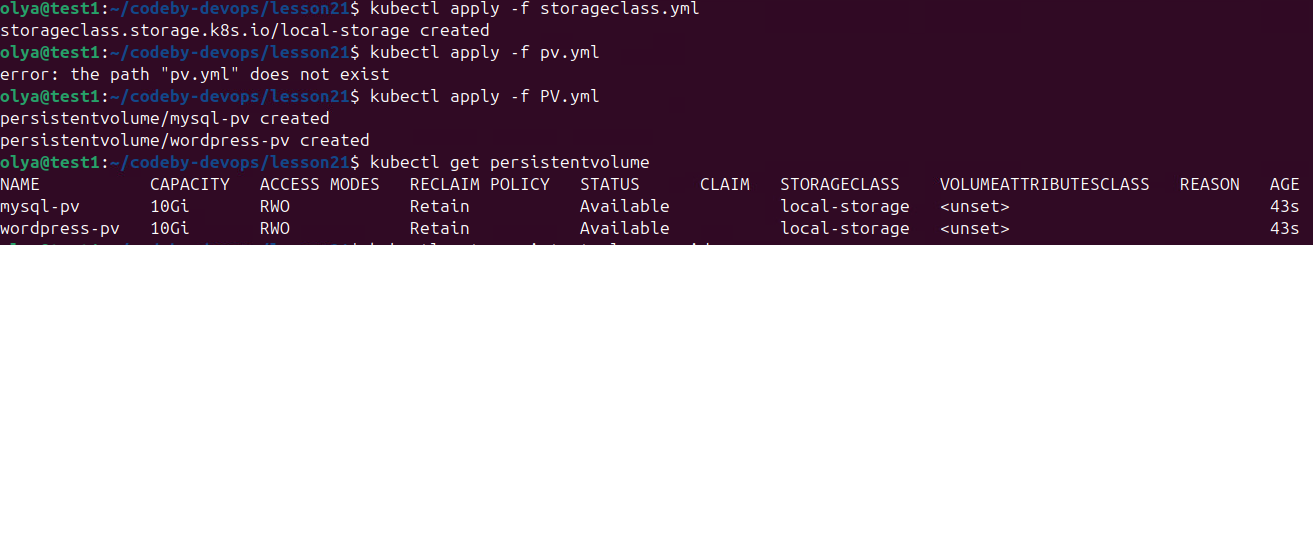 olya@test1:~/codeby-devops/lesson21$ kubectl apply -f storageclass.yml
storageclass.storage.k8s.io/local-storage created
olya@test1:~/codeby-devops/lesson21$ kubectl apply -f pv.yml
error: the path "pv.yml" does not exist
olya@test1:~/codeby-devops/lesson21$ kubectl apply -f PV.yml
persistentvolume/mysql-pv created
persistentvolume/wordpress-pv created
olya@test1:~/codeby-devops/lesson21$ kubectl get persistentvolume
NAME CAPACITY ACCESS MODES RECLAIM POLICY STATUS CLAIM STORAGECLASS VOLUMEATTRIBUTESCLASS REASON AGE
mysql-pv 10Gi RWO Retain Available local-storage <unset> 43s
wordpress-pv 10Gi RWO Retain Available local-storage <unset> 43s